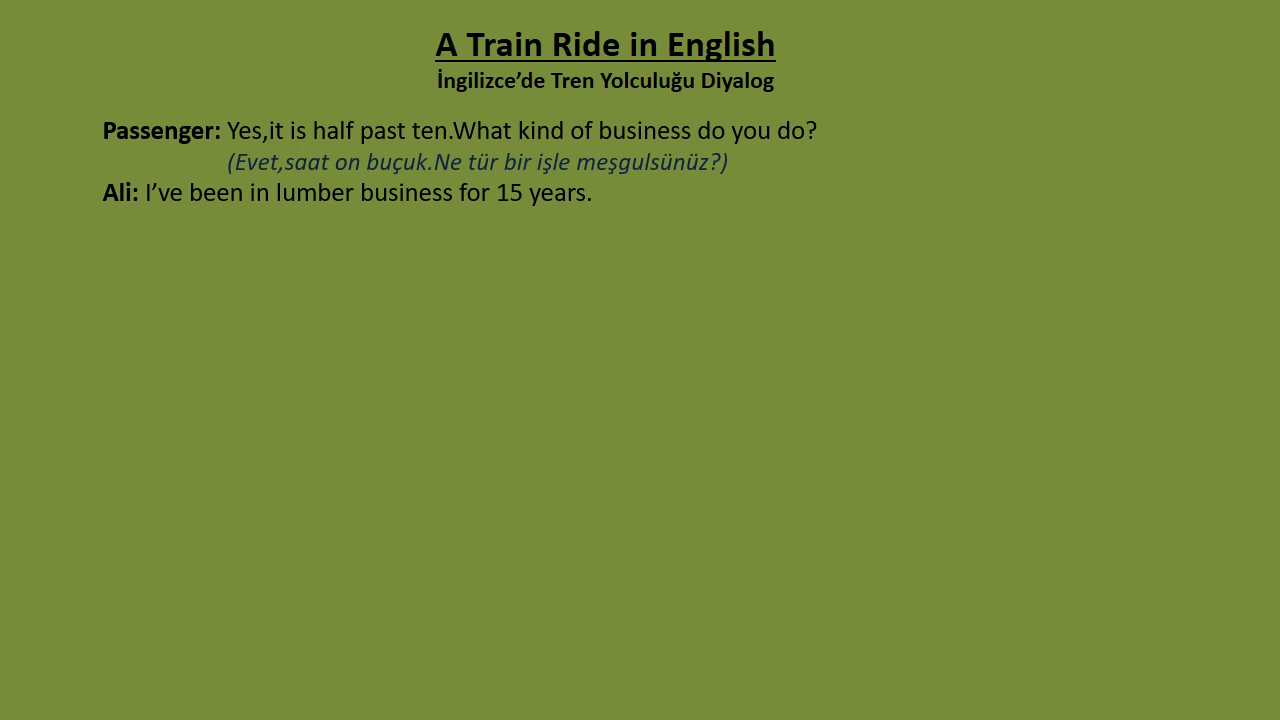 A Train Ride in English
İngilizce’de Tren Yolculuğu Diyalog
Passenger: Yes,it is half past ten.What kind of business do you do?
(Evet,saat on buçuk.Ne tür bir işle meşgulsünüz?)
Ali: I’ve been in lumber business for 15 years.